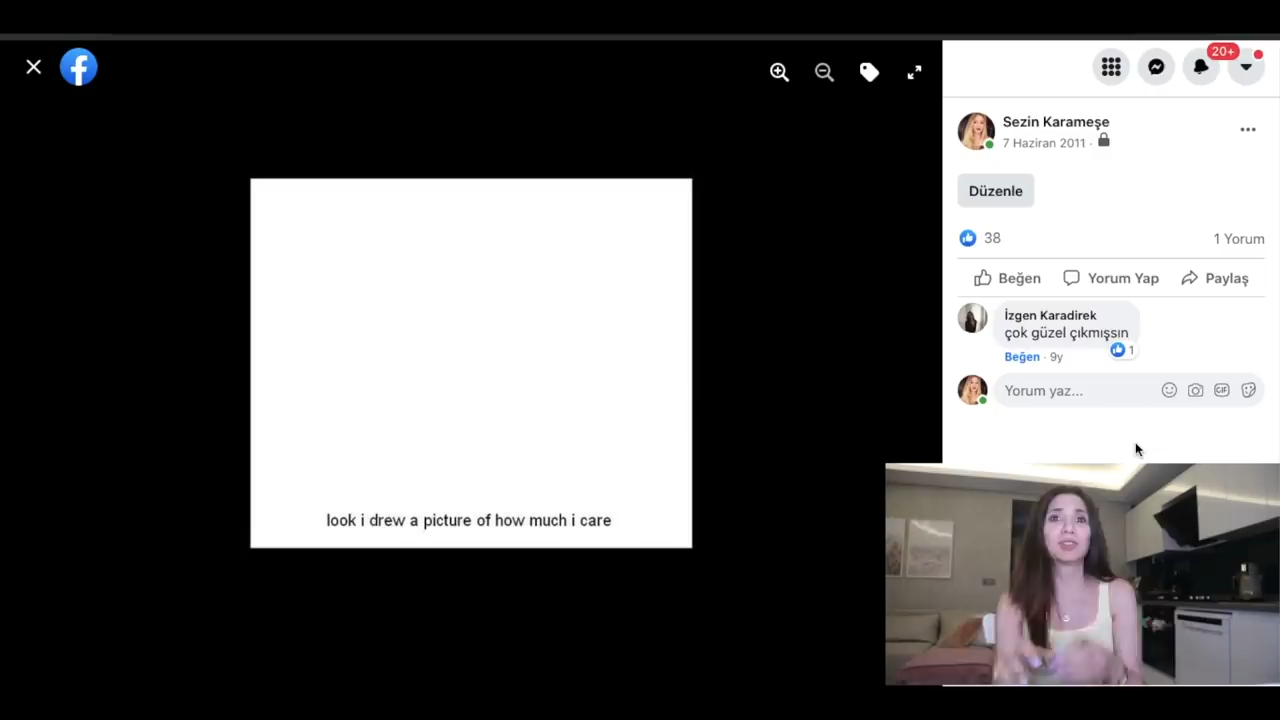 20+
Sezin Karameşe
7 Haziran 2011 ·
Düzenle
38
1 Yorum
Beğen
Yorum Yap
Paylaş
İzgen Karadirek
çok güzel çıkmışsın
Beğen · 9y
1
Yorum yaz...
GIF
look i drew a picture of how much i care